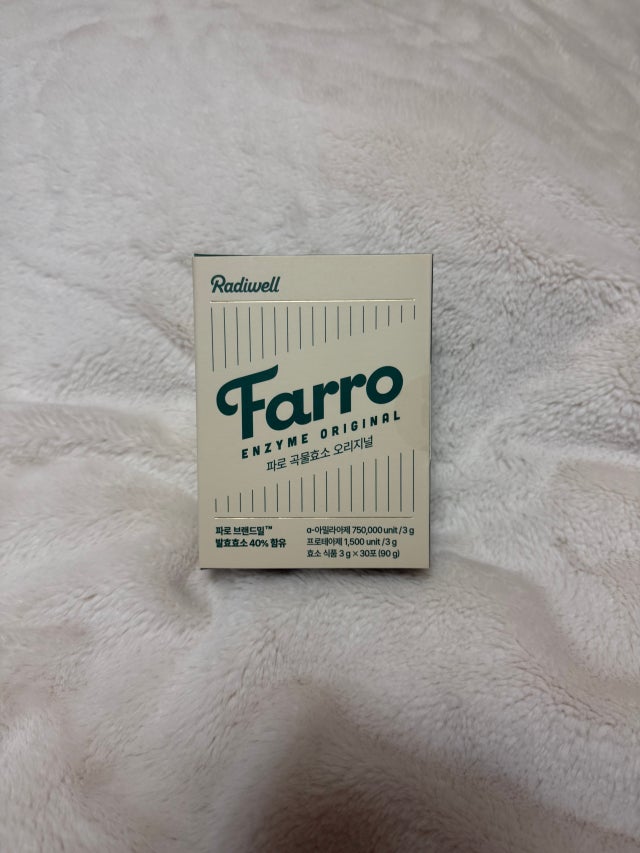 Radiwell
Farro
ENZYME ORIGINAL
파로 곡물효소 오리지널
파로 브랜드밀™
발효효소 40% 함유
α-아밀라아제 750,000 unit / 3 g
프로테아제 1,500 unit / 3 g
효소 식품 3 g × 30포 (90 g)